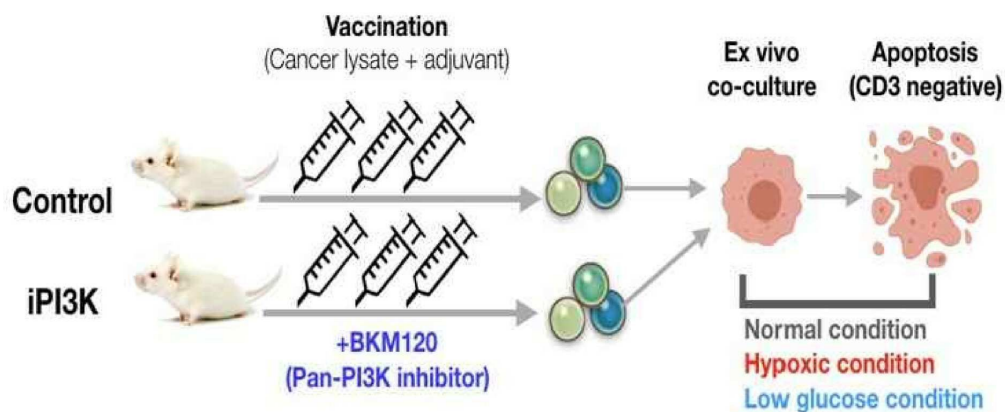 Vaccination
(Cancer lysate + adjuvant)
Ex vivo
co-culture
Apoptosis
(CD3 negative)
Control
iPI3K
+BKM120
(Pan-PI3K inhibitor)
Normal condition
Hypoxic condition
Low glucose condition